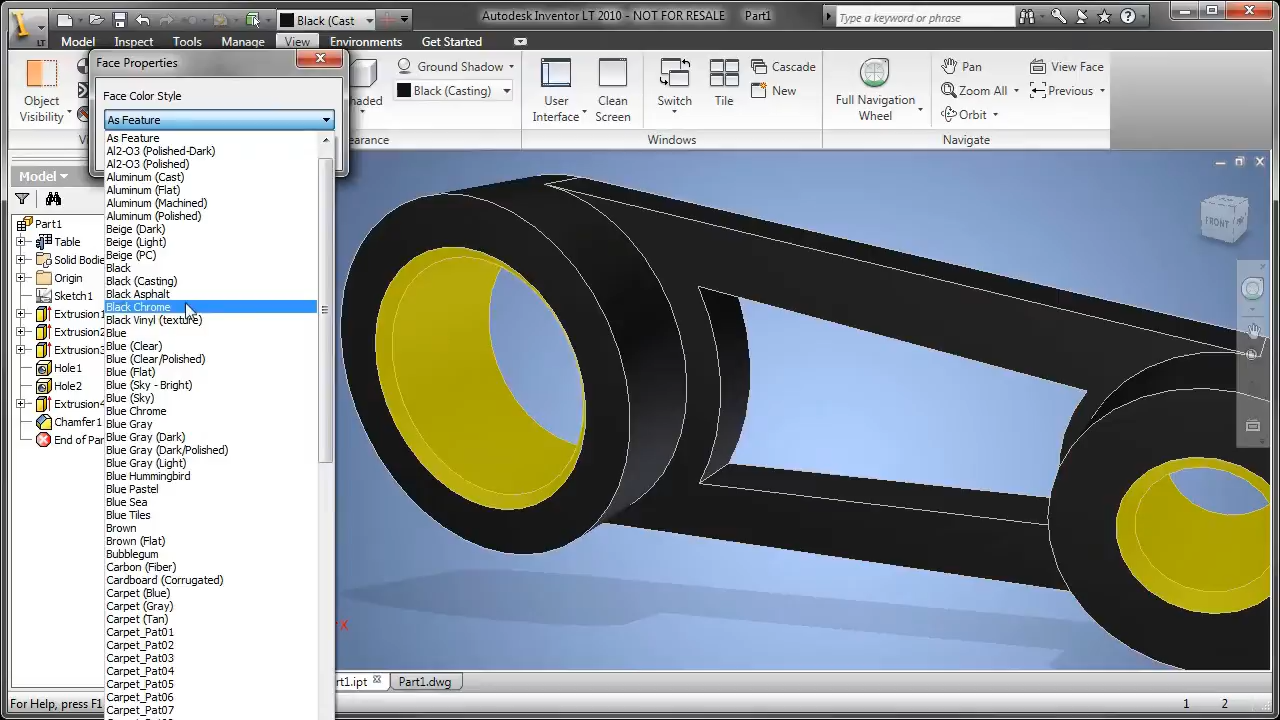 Black (Cast
Autodesk Inventor LT 2010 - NOT FOR RESALE Part1
Type a keyword or phrase
LT
Model Inspect Tools Manage View Environments Get Started
Face Properties
Face Color Style
As Feature
Object
Visibility
Shaded
Ground Shadow
Black (Casting)
User
Interface
Clean
Screen
Switch
Tile
Cascade
New
Windows
Full Navigation
Wheel
Pan
Zoom All
Orbit
View Face
Previous
Navigate
Model
Part1
Table
Solid Bodie
Origin
Sketch1
Extrusion1
Extrusion2
Extrusion3
Hole1
Hole2
Extrusion4
Chamfer1
End of Par
As Feature
Al2-O3 (Polished-Dark)
Al2-O3 (Polished)
Aluminum (Cast)
Aluminum (Flat)
Aluminum (Machined)
Aluminum (Polished)
Beige (Dark)
Beige (Light)
Beige (PC)
Black
Black (Casting)
Black Asphalt
Black Chrome
Black Vinyl (texture)
Blue
Blue (Clear)
Blue (Clear/Polished)
Blue (Flat)
Blue (Sky - Bright)
Blue (Sky)
Blue Chrome
Blue Gray
Blue Gray (Dark)
Blue Gray (Dark/Polished)
Blue Gray (Light)
Blue Hummingbird
Blue Pastel
Blue Sea
Blue Tiles
Brown
Brown (Flat)
Bubblegum
Carbon (Fiber)
Cardboard (Corrugated)
Carpet (Blue)
Carpet (Gray)
Carpet (Tan)
Carpet_Pat01
Carpet_Pat02
Carpet_Pat03
Carpet_Pat04
Carpet_Pat05
Carpet_Pat06
Carpet_Pat07
FRONT
X
Part1.ipt
Part1.dwg
For Help, press F1
1 2